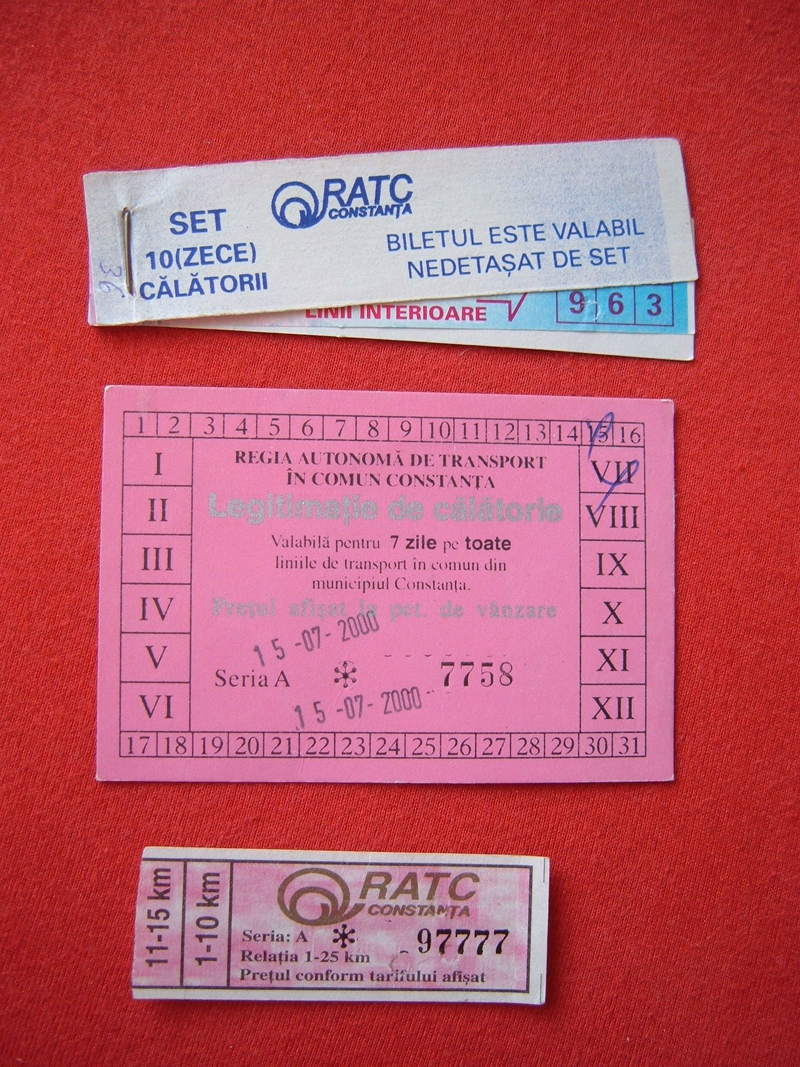 RATC
CONSTANȚA
SET
10(ZECE)
CĂLĂTORII
BILETUL ESTE VALABIL
NEDETAȘAT DE SET
36
LINII INTERIOARE
9 6 3
1 2 3 4 5 6 7 8 9 10 11 12 13 14 15 16
I
II
III
IV
V
VI
REGIA AUTONOMĂ DE TRANSPORT
ÎN COMUN CONSTANȚA
Legitimație de călătorie
Valabilă pentru 7 zile pe toate
liniile de transport în comun din
municipiul Constanța.
Prețul afișat la pct. de vânzare
15-07-2000
Seria A * 7758
15-07-2000
VII
VIII
IX
X
XI
XII
17 18 19 20 21 22 23 24 25 26 27 28 29 30 31
11-15 km
1-10 km
RATC
CONSTANȚA
Seria: A * 97777
Relația 1-25 km
Prețul conform tarifului afișat